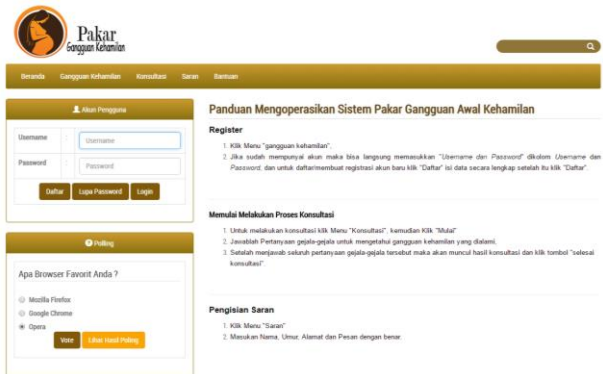 Pakar
Gangguan Kehamilan
Beranda Gangguan Kehamilan Konsultasi Saran Bantuan
Akun Pengguna
Username : Username
Password : Password
Daftar Lupa Password Login
Polling
Apa Browser Favorit Anda ?
Mozilla Firefox
Google Chrome
Opera
Vote Lihat Hasil Poling
Panduan Mengoperasikan Sistem Pakar Gangguan Awal Kehamilan
Register
1. Klik Menu "gangguan kehamilan".
2. Jika sudah mempunyai akun maka bisa langsung memasukkan "Username dan Password" dikolom Username dan
Password, dan untuk daftar/membuat registrasi akun baru klik "Daftar" isi data secara lengkap setelah itu klik "Daftar".
Memulai Melakukan Proses Konsultasi
1. Untuk melakukan konsultasi klik Menu "Konsultasi", kemudian Klik "Mulai"
2. Jawablah Pertanyaan gejala-gejala untuk mengetahui gangguan kehamilan yang dialami.
3. Setelah menjawab seluruh pertanyaan gejala-gejala tersebut maka akan muncul hasil konsultasi dan klik tombol "selesai
konsultasi".
Pengisian Saran
1. Klik Menu "Saran"
2. Masukan Nama, Umur, Alamat dan Pesan dengan benar.